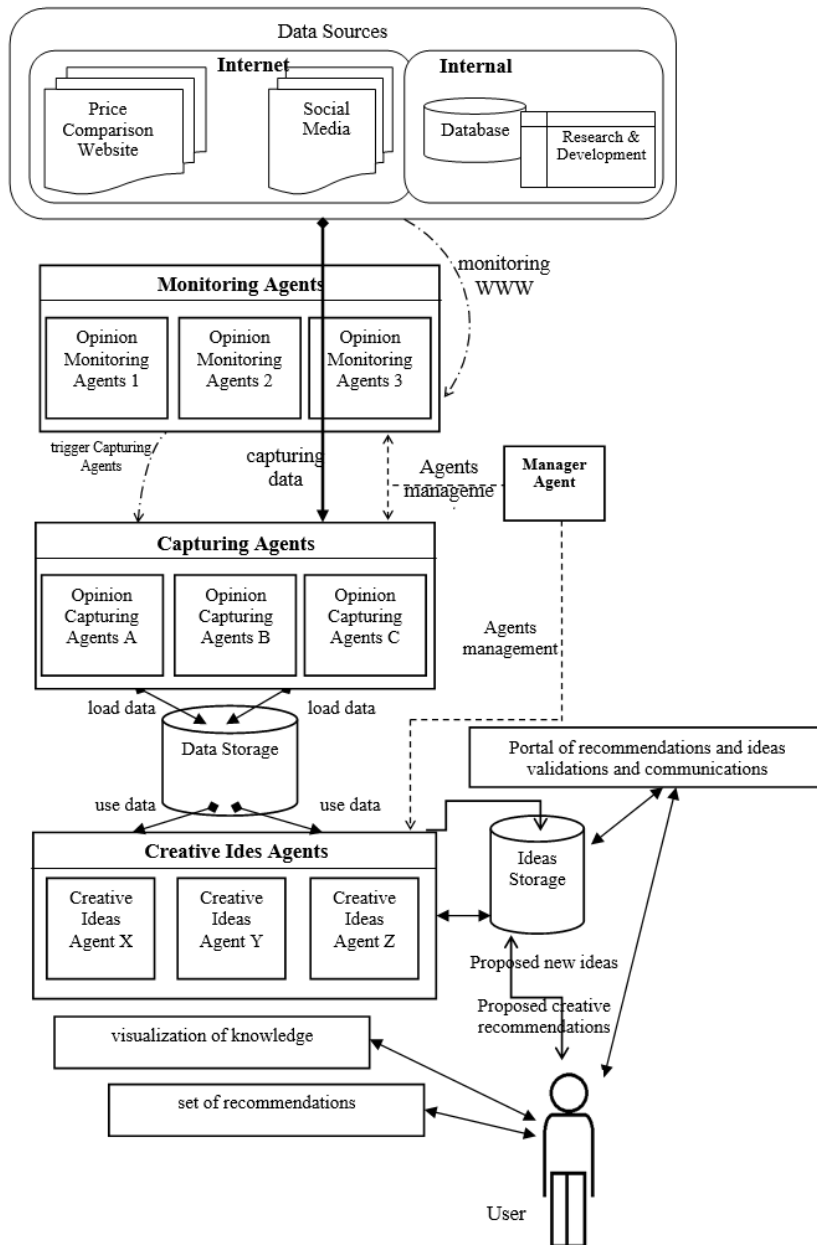 Data Sources
Internet
Internal
Price
Comparison
Website
Social
Media
Database
Research &
Development
monitoring
WWW
Monitoring Agents
Opinion
Monitoring
Agents 1
Opinion
Monitoring
Agents 2
Opinion
Monitoring
Agents 3
trigger Capturing
Agents
capturing
data
Agents
manageme
Manager
Agent
Capturing Agents
Opinion
Capturing
Agents A
Opinion
Capturing
Agents B
Opinion
Capturing
Agents C
Agents
management
load data
load data
Data Storage
Portal of recommendations and ideas
validations and communications
use data
use data
Creative Ides Agents
Creative
Ideas
Agent X
Creative
Ideas
Agent Y
Creative
Ideas
Agent Z
Ideas
Storage
Proposed new ideas
Proposed creative
recommendations
visualization of knowledge
set of recommendations
User